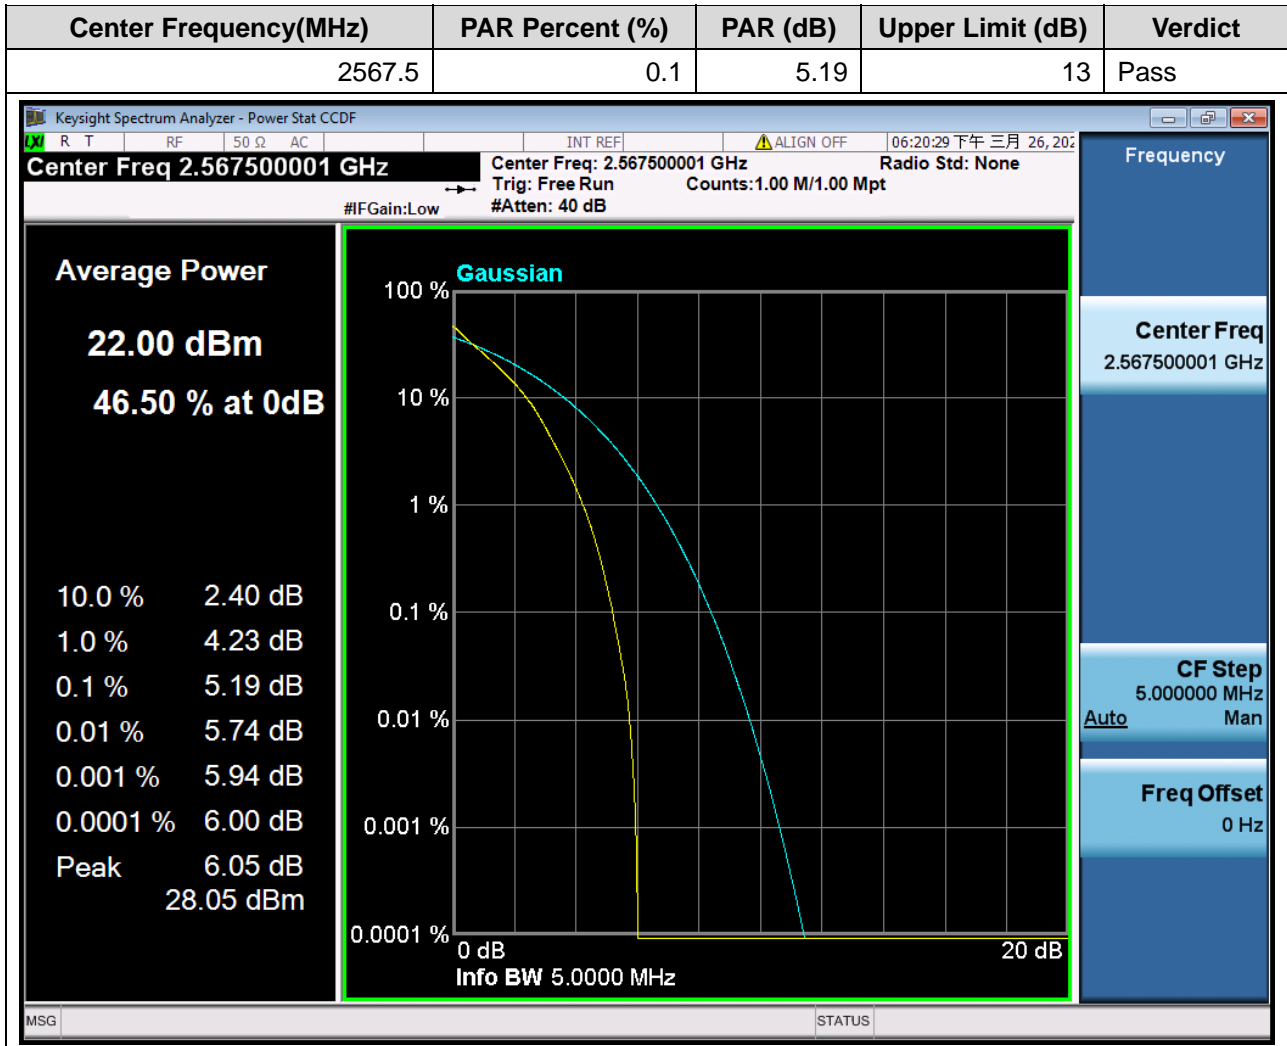 Center Frequency(MHz) PAR Percent (%) PAR (dB) Upper Limit (dB) Verdict
2567.5 0.1 5.19 13 Pass
Keysight Spectrum Analyzer - Power Stat CCDF
LXI R T RF 50 Ω AC INT REF ALIGN OFF 06:20:29 下午 三月 26, 202
Center Freq 2.567500001 GHz
Center Freq: 2.567500001 GHz Radio Std: None
Trig: Free Run Counts:1.00 M/1.00 Mpt
#IFGain:Low #Atten: 40 dB
Frequency
Average Power
22.00 dBm
46.50 % at 0dB
10.0 % 2.40 dB
1.0 % 4.23 dB
0.1 % 5.19 dB
0.01 % 5.74 dB
0.001 % 5.94 dB
0.0001 % 6.00 dB
Peak 6.05 dB
28.05 dBm
Gaussian
100 %
10 %
1 %
0.1 %
0.01 %
0.001 %
0.0001 %
0 dB 20 dB
Info BW 5.0000 MHz
Center Freq
2.567500001 GHz
CF Step
5.000000 MHz
Auto Man
Freq Offset
0 Hz
MSG STATUS